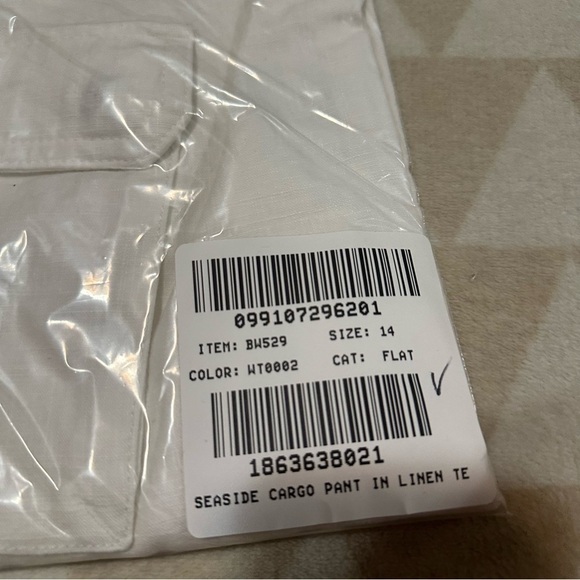 099107296201
ITEM: BW529 SIZE: 14
COLOR: WT0002 CAT: FLAT
1863638021
SEASIDE CARGO PANT IN LINEN TE